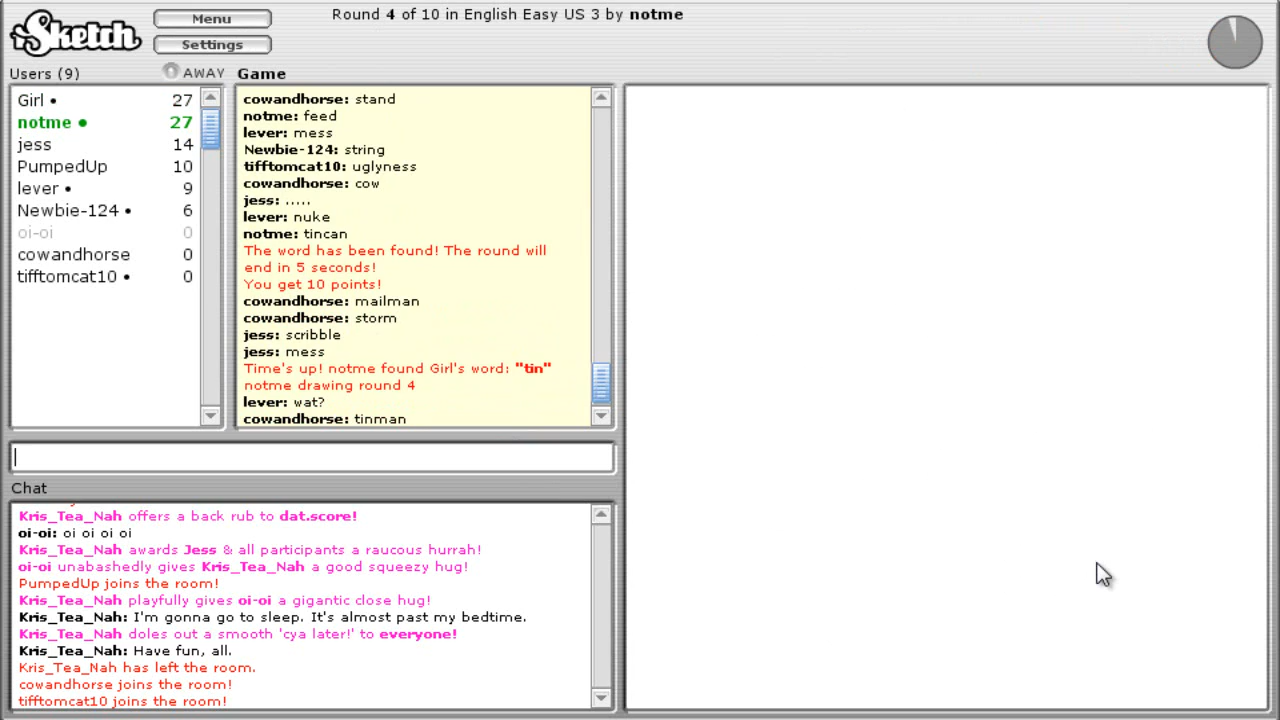 iSketch
Menu
Settings
Round 4 of 10 in English Easy US 3 by notme
Users (9)
AWAY
Girl • 27
notme • 27
jess 14
PumpedUp 10
lever • 9
Newbie-124 • 6
oi-oi 0
cowandhorse 0
tifftomcat10 • 0
Game
cowandhorse: stand
notme: feed
lever: mess
Newbie-124: string
tifftomcat10: uglyness
cowandhorse: cow
jess: .....
lever: nuke
notme: tincan
The word has been found! The round will
end in 5 seconds!
You get 10 points!
cowandhorse: mailman
cowandhorse: storm
jess: scribble
jess: mess
Time's up! notme found Girl's word: "tin"
notme drawing round 4
lever: wat?
cowandhorse: tinman
Chat
Kris_Tea_Nah offers a back rub to dat.score!
oi-oi: oi oi oi oi
Kris_Tea_Nah awards Jess & all participants a raucous hurrah!
oi-oi unabashedly gives Kris_Tea_Nah a good squeezy hug!
PumpedUp joins the room!
Kris_Tea_Nah playfully gives oi-oi a gigantic close hug!
Kris_Tea_Nah: I'm gonna go to sleep. It's almost past my bedtime.
Kris_Tea_Nah doles out a smooth 'cya later!' to everyone!
Kris_Tea_Nah: Have fun, all.
Kris_Tea_Nah has left the room.
cowandhorse joins the room!
tifftomcat10 joins the room!